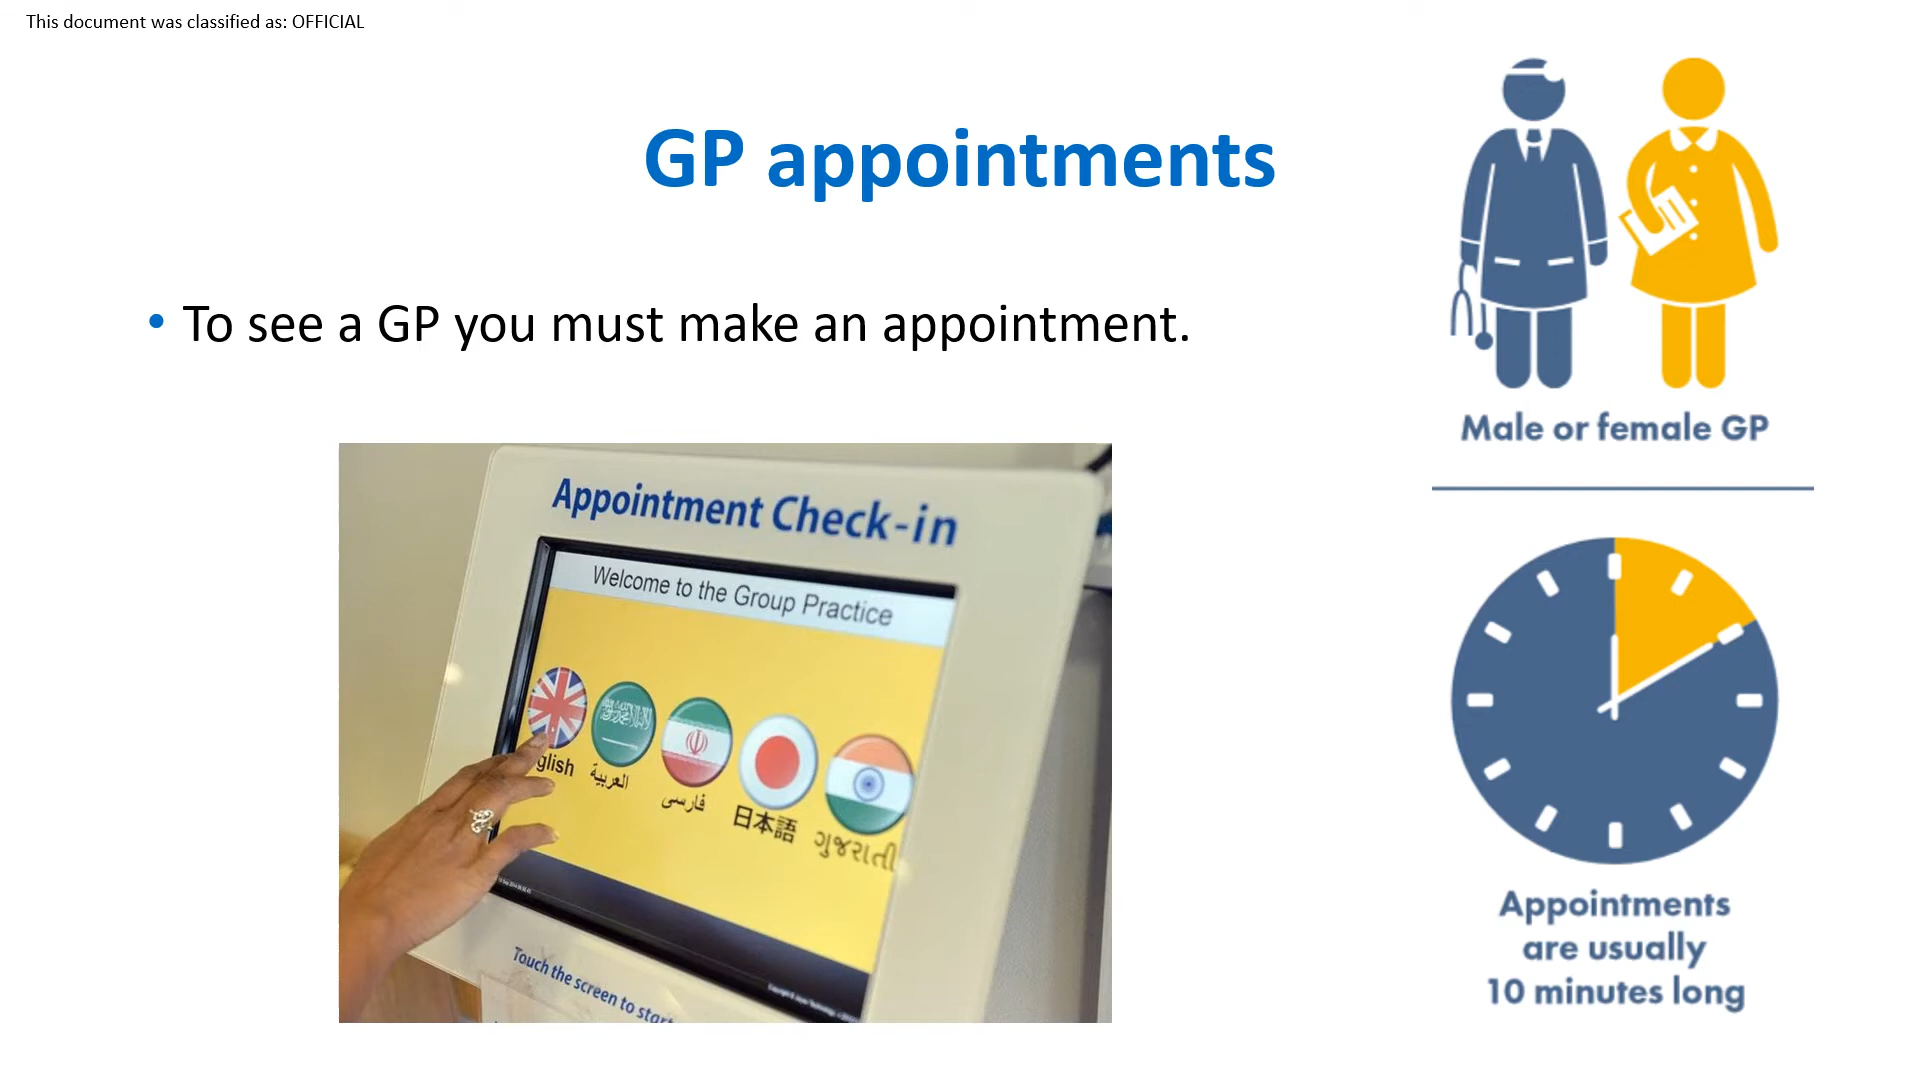 This document was classified as: OFFICIAL
GP appointments
• To see a GP you must make an appointment.
Male or female GP
Appointment Check-in
Welcome to the Group Practice
glish
العربية
فارسی
日本語
ગુજરાતી
Touch the screen to start
Appointments
are usually
10 minutes long